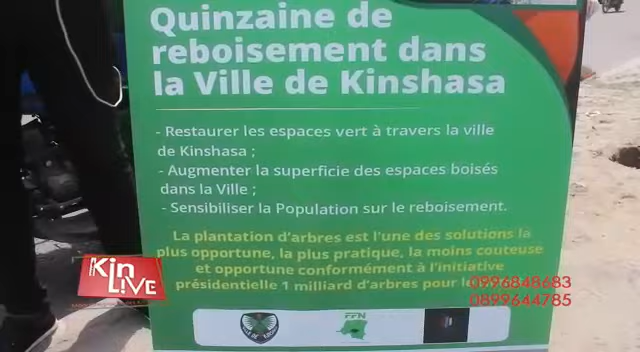 Quinzaine de
reboisement dans
la Ville de Kinshasa
- Restaurer les espaces vert à travers la ville
de Kinshasa ;
- Augmenter la superficie des espaces boisés
dans la Ville ;
- Sensibiliser la Population sur le reboisement.
La plantation d'arbres est l'une des solutions la
plus opportune, la plus pratique, la moins couteuse
et opportune conformément à l'initiative
présidentielle 1 milliard d'arbres pour
Kin
LIVE
0996848683
0899644785
FFN